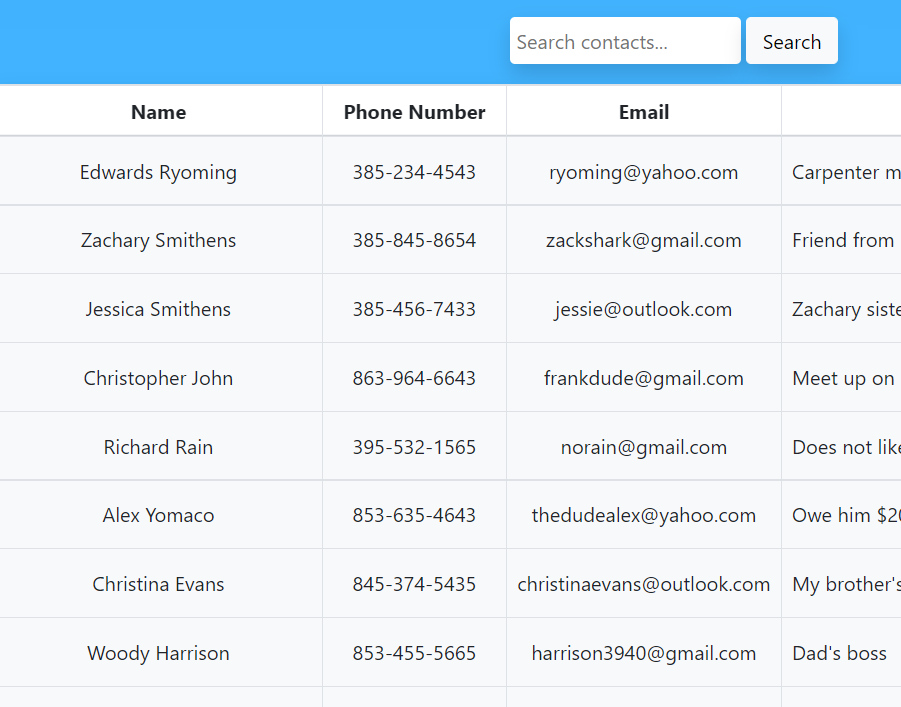 Search contacts... Search
Name Phone Number Email
Edwards Ryoming 385-234-4543 ryoming@yahoo.com Carpenter
Zachary Smithens 385-845-8654 zackshark@gmail.com Friend from
Jessica Smithens 385-456-7433 jessie@outlook.com Zachary
Christopher John 863-964-6643 frankdude@gmail.com Meet up on
Richard Rain 395-532-1565 norain@gmail.com Does not
Alex Yomaco 853-635-4643 thedudealex@yahoo.com Owe him
Christina Evans 845-374-5435 christinaevans@outlook.com My brother's
Woody Harrison 853-455-5665 harrison3940@gmail.com Dad's boss